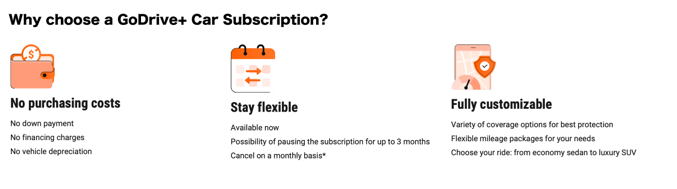 Why choose a GoDrive+ Car Subscription?
$
No purchasing costs
No down payment
No financing charges
No vehicle depreciation
Stay flexible
Available now
Possibility of pausing the subscription for up to 3 months
Cancel on a monthly basis*
Fully customizable
Variety of coverage options for best protection
Flexible mileage packages for your needs
Choose your ride: from economy sedan to luxury SUV